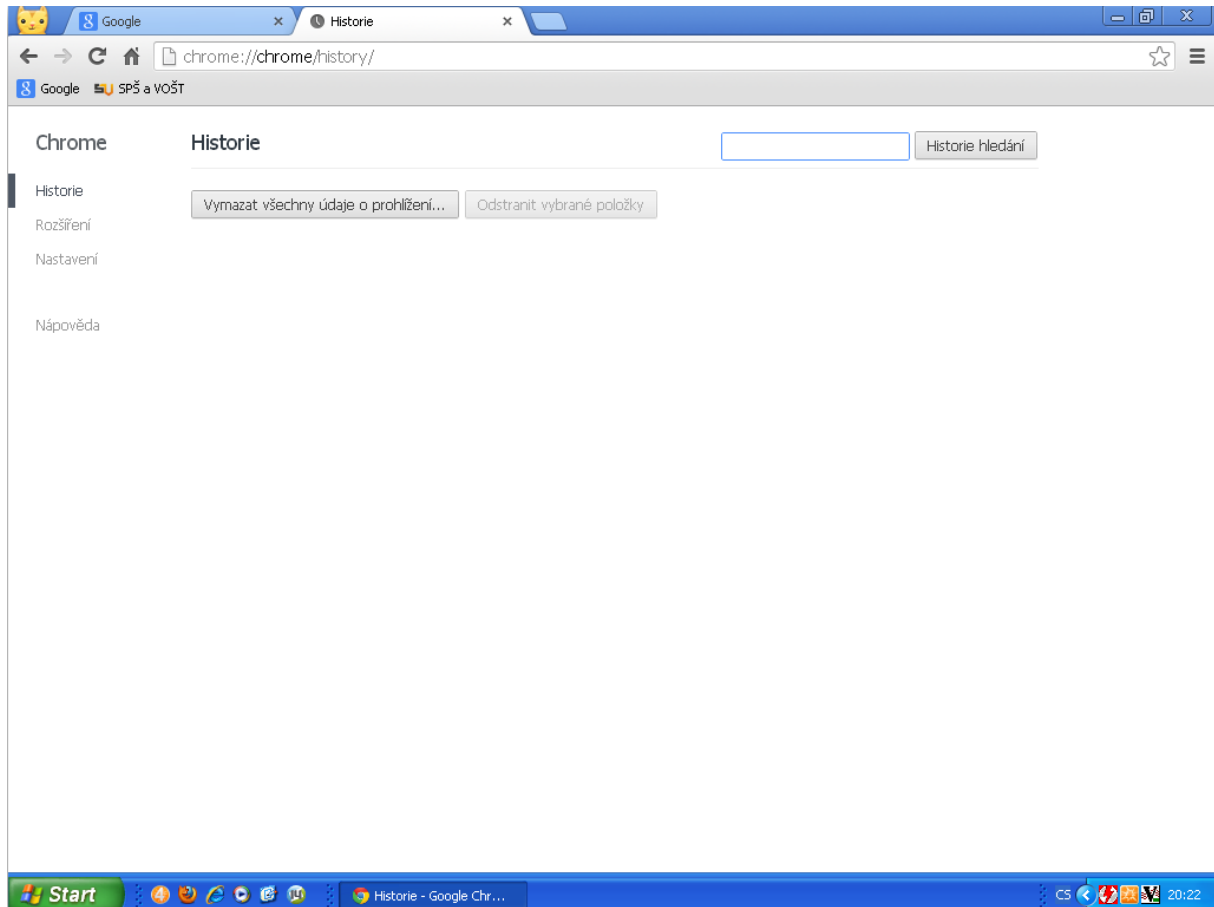 Google
Historie
chrome://chrome/history/
Google SPŠ a VOŠT
Chrome
Historie
Historie hledání
Historie
Vymazat všechny údaje o prohlížení...
Odstranit vybrané položky
Rozšíření
Nastavení
Nápověda
Start
Historie - Google Chr...
CS
20:22